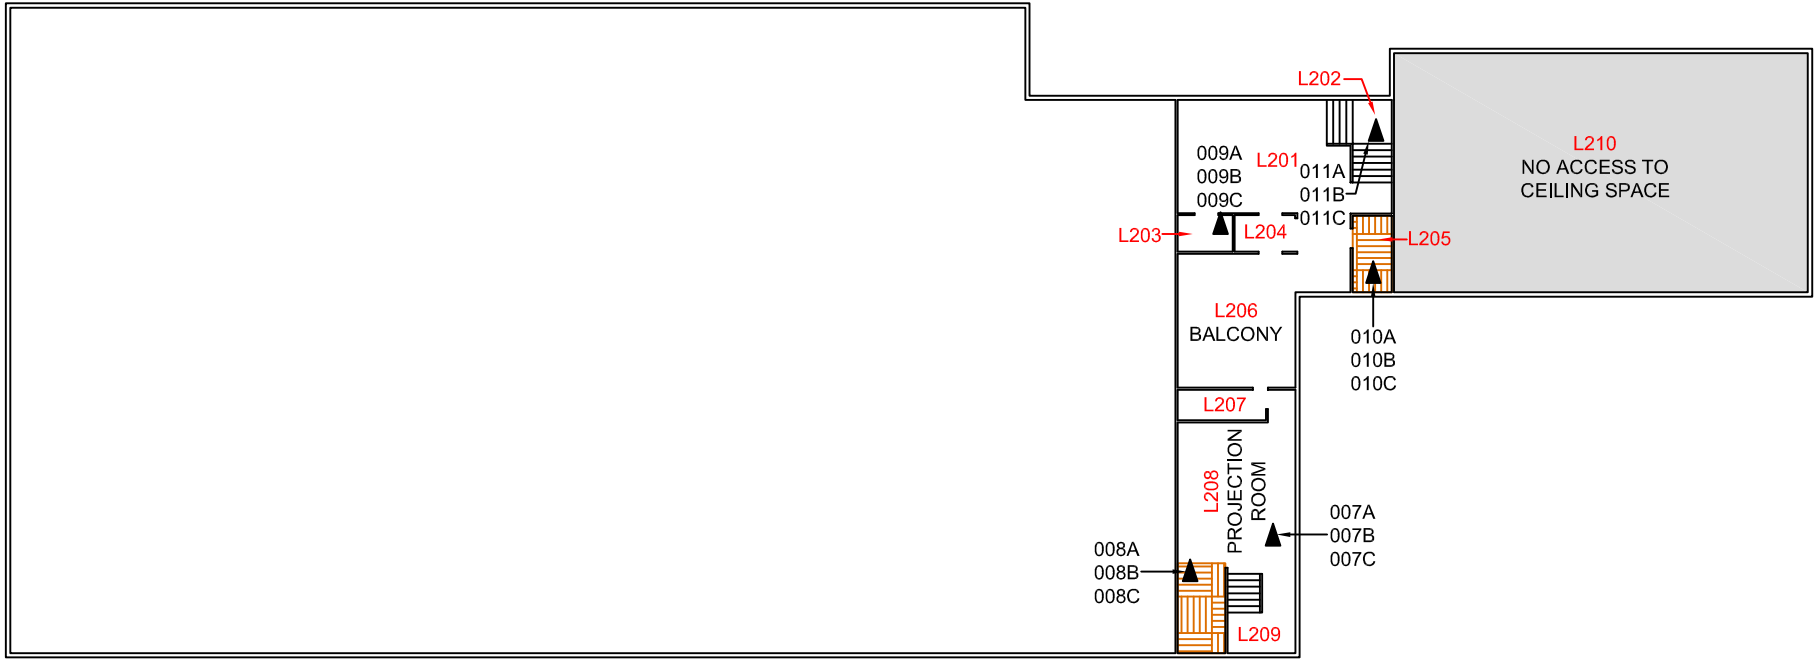 L202
L210
NO ACCESS TO
CEILING SPACE
009A
009B
009C
L201
011A
011B
011C
L203
L204
L205
L206
BALCONY
010A
010B
010C
L207
L208
PROJECTION
ROOM
007A
007B
007C
008A
008B
008C
L209